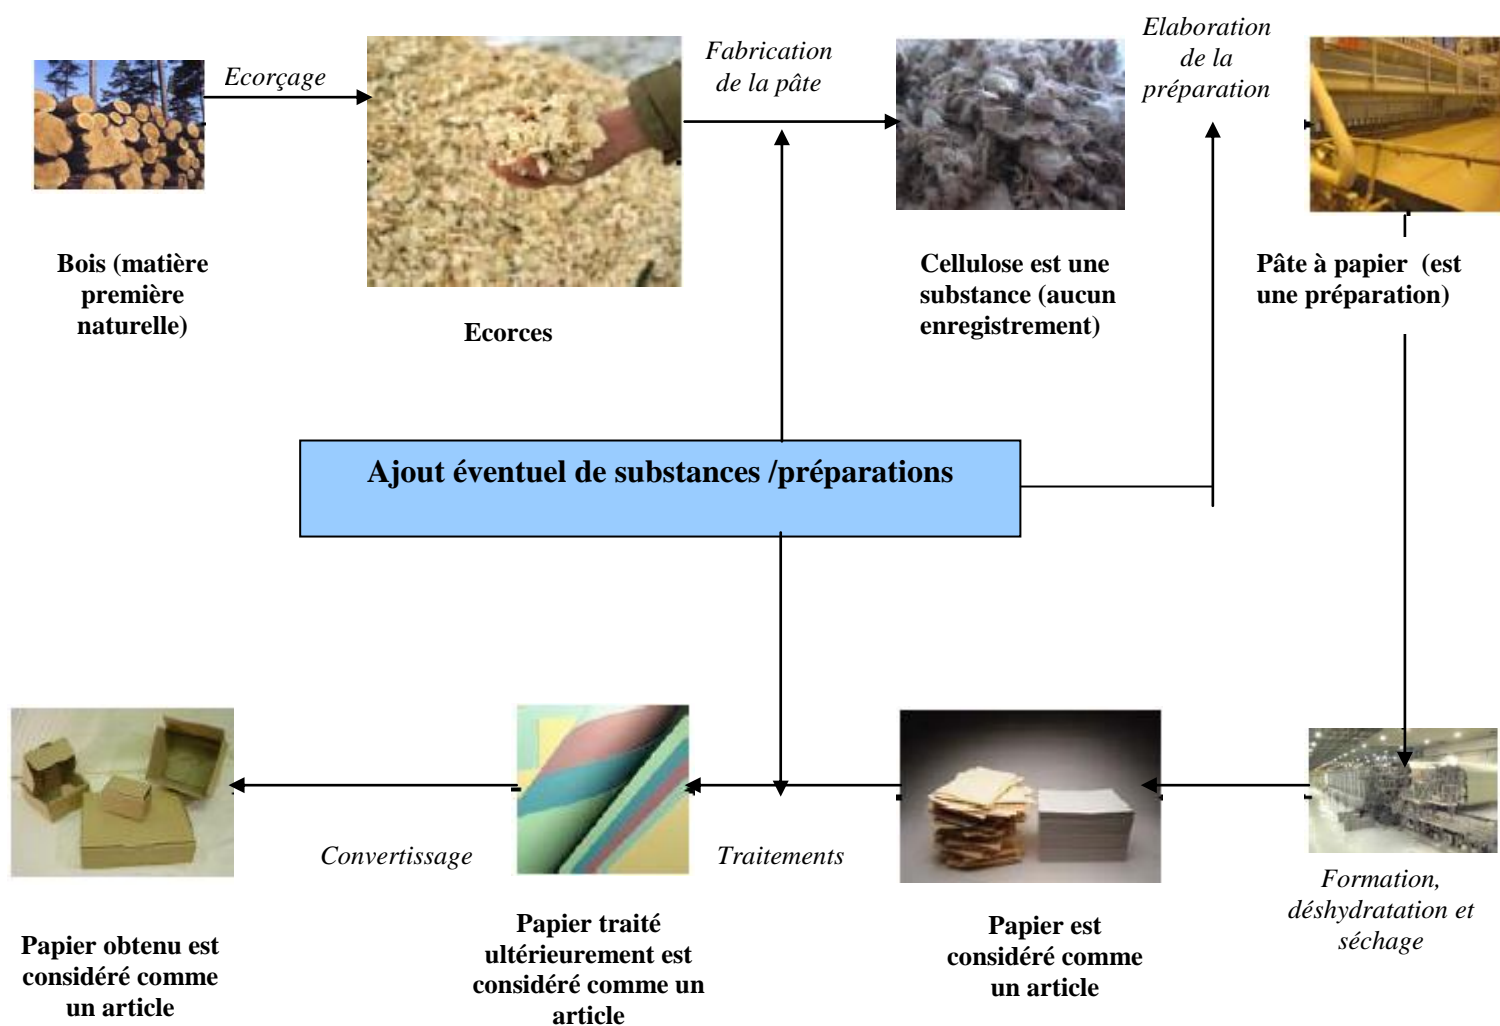 Ecorçage
Fabrication
de la pâte
Elaboration
de la
préparation
Bois (matière
première
naturelle)
Ecorces
Cellulose est une
substance (aucun
enregistrement)
Pâte à papier  (est
une préparation)
Ajout éventuel de substances /préparations
Convertissage
Traitements
Formation,
déshydratation et
séchage
Papier obtenu est
considéré comme
un article
Papier traité
ultérieurement est
considéré comme un
article
Papier est
considéré comme
un article